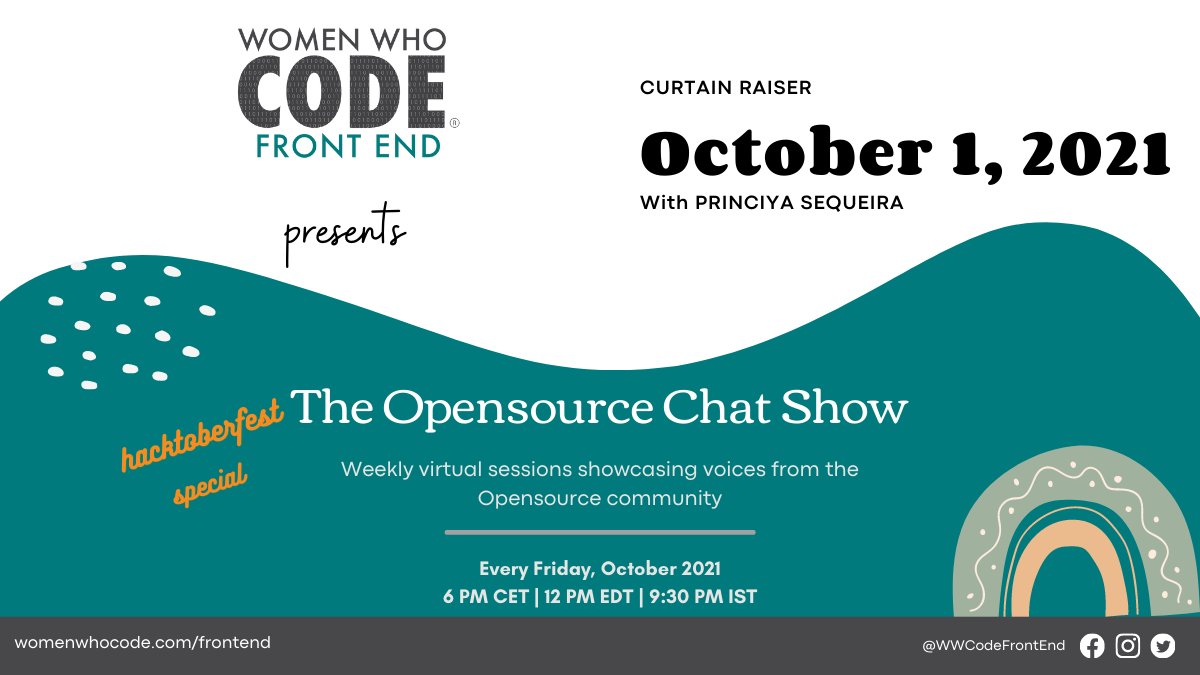 WOMEN WHO
CODE®
FRONT END
presents
CURTAIN RAISER
October 1, 2021
With PRINCIYA SEQUEIRA
hacktoberfest
special
The Opensource Chat Show
Weekly virtual sessions showcasing voices from the
Opensource community
Every Friday, October 2021
6 PM CET | 12 PM EDT | 9:30 PM IST
womenwhocode.com/frontend
@WWCodeFrontEnd